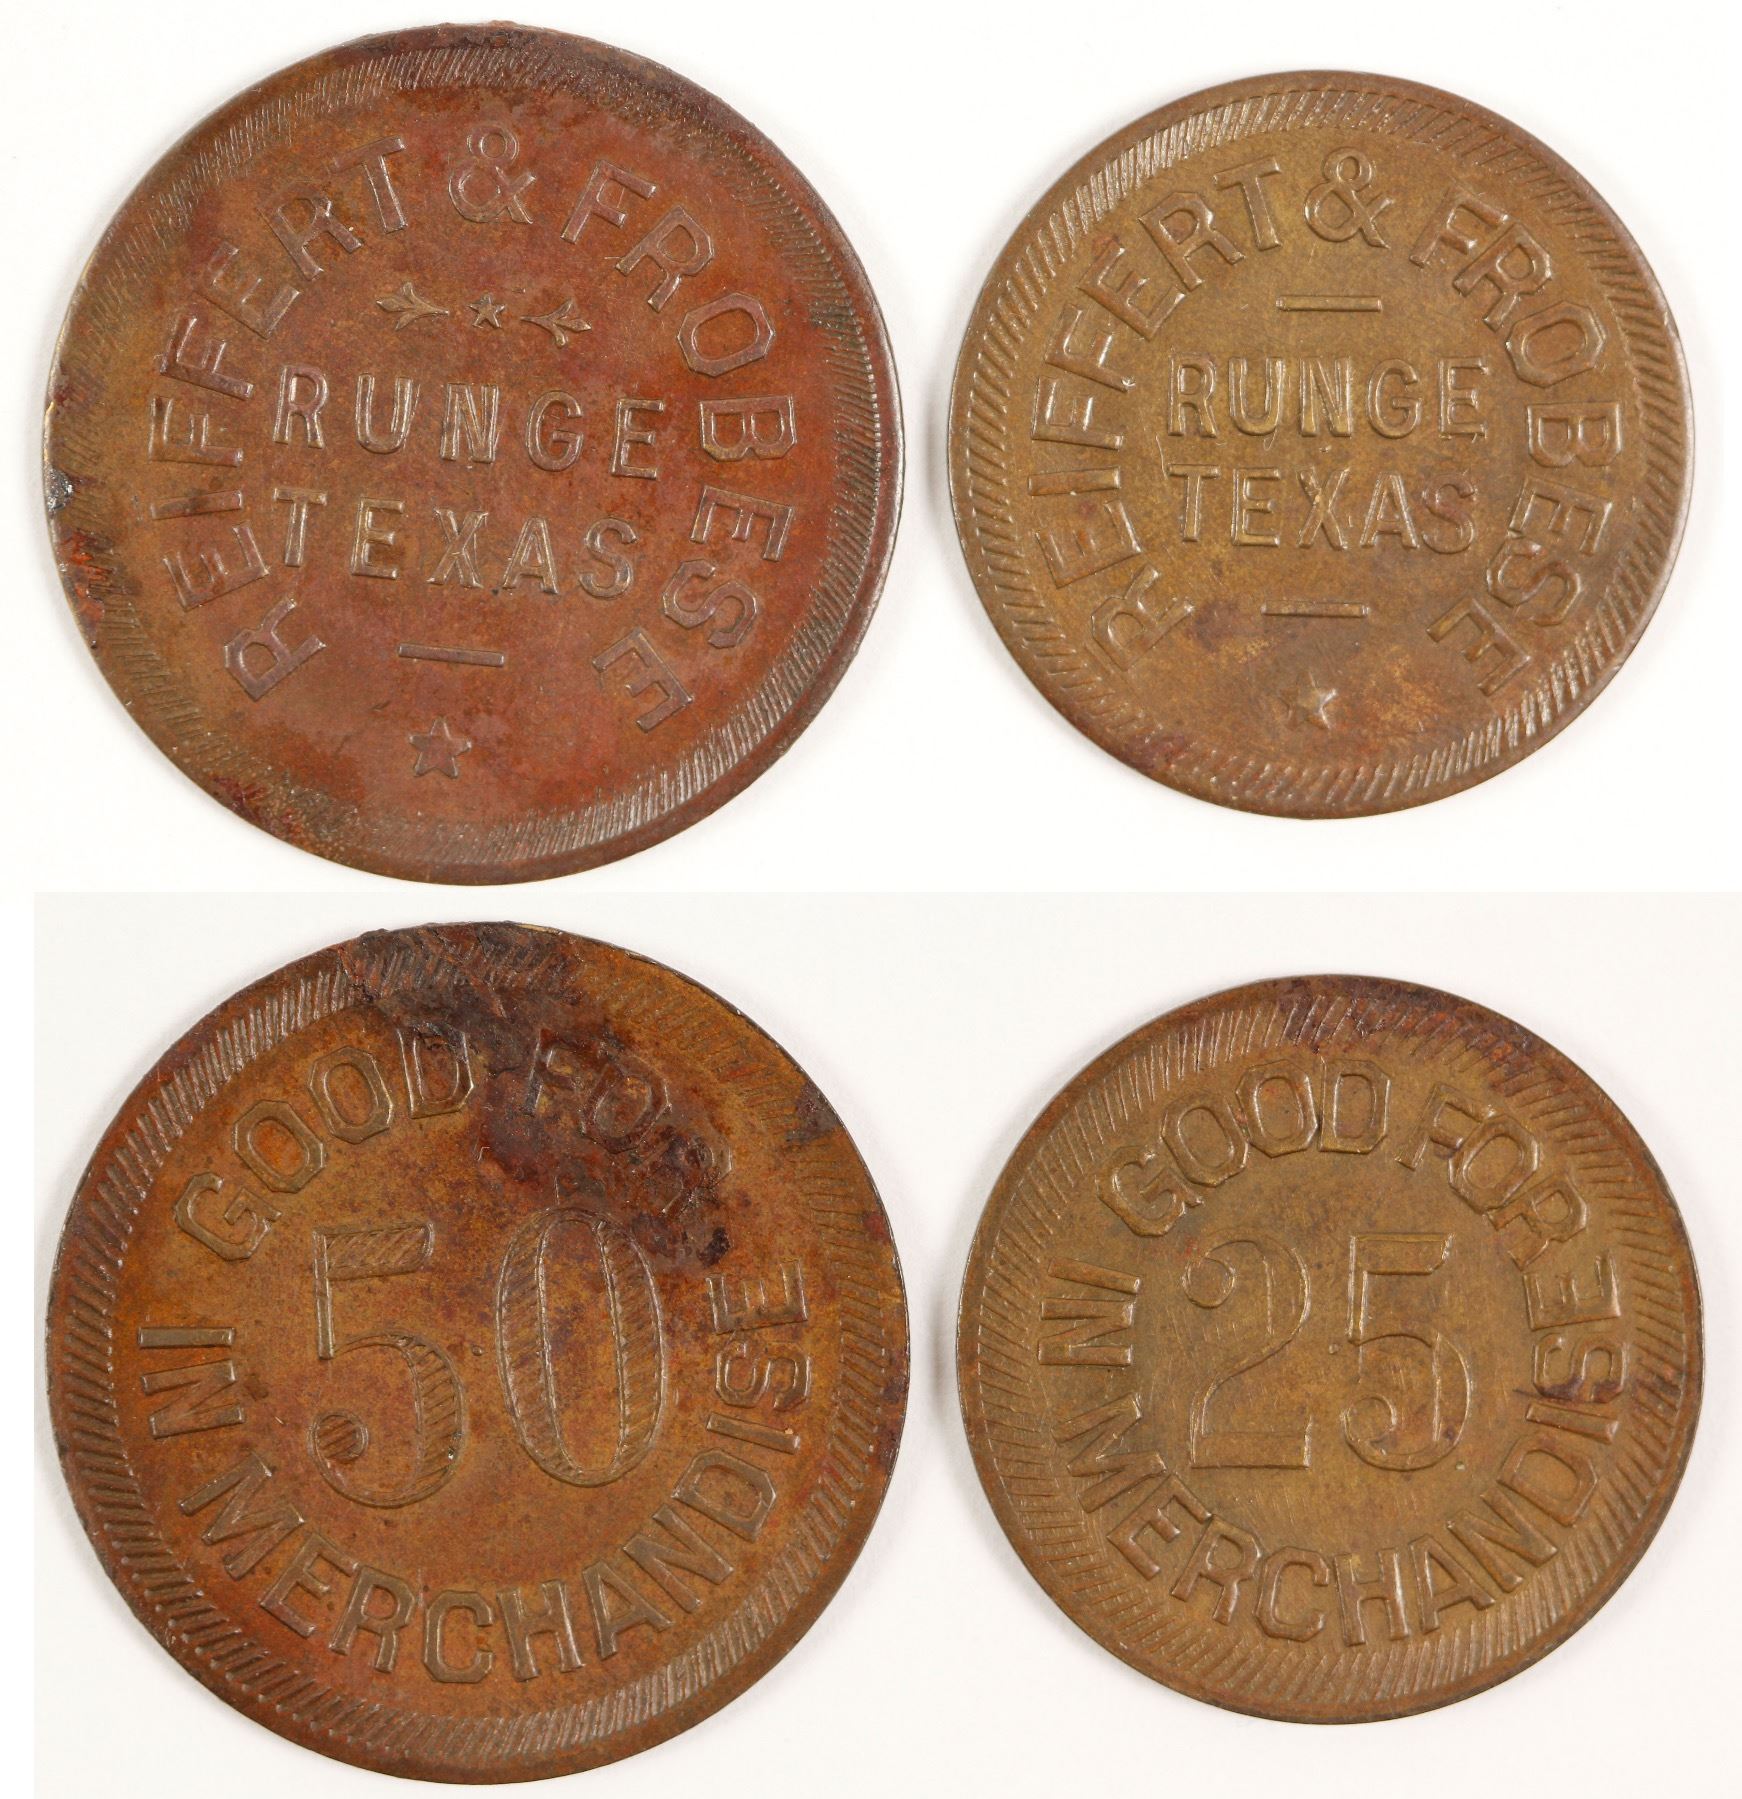 REIFFERT & FROBESE
RUNGE
TEXAS
REIFFERT & FROBESE
RUNGE
TEXAS
GOOD FOR
50
IN MERCHANDISE
GOOD FOR
25
IN MERCHANDISE